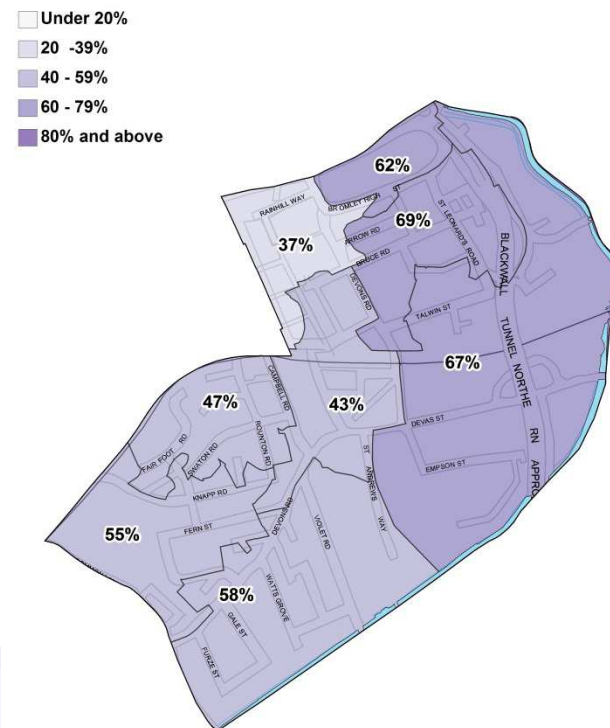 Under 20%
20 -39%
40 - 59%
60 - 79%
80% and above
62%
RAINHILL WAY
BROMLEY HIGH ST
69%
ST LEONARD'S ROAD
ARROW RD
37%
BRUCE RD
DEVONS RD
BLACKWALL TUNNEL NORTHE RN APPRO
TALWIN ST
67%
CAMPBELL RD
47%
43%
DEVAS ST
FAIR FOOT RD
SWATON RD
ROUNTON RD
EMPSON ST
ST ANDREWS WAY
KNAPP RD
DEVONS RD
VIOLET RD
FERN ST
55%
58%
WATTS GROVE
GALE ST
FURZE ST